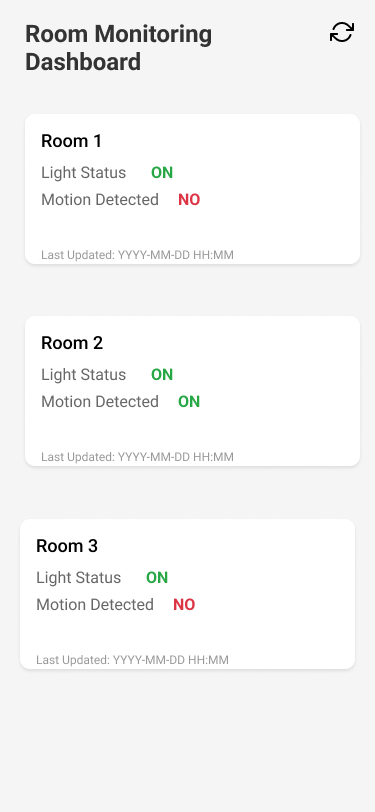 Room Monitoring
Dashboard
Room 1
Light Status ON
Motion Detected NO
Last Updated: YYYY-MM-DD HH:MM
Room 2
Light Status ON
Motion Detected ON
Last Updated: YYYY-MM-DD HH:MM
Room 3
Light Status ON
Motion Detected NO
Last Updated: YYYY-MM-DD HH:MM